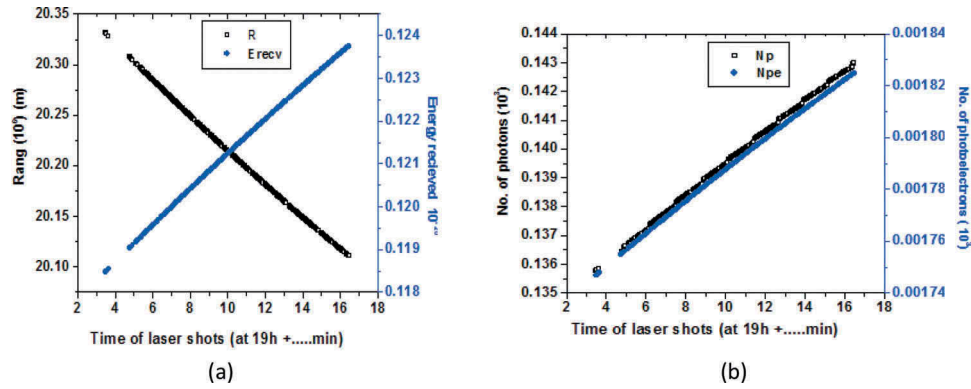 20.35
20.30
20.25
20.20
20.15
20.10
Rang (10⁶) (m)
R
Erecv
0.124
0.123
0.122
0.121
0.120
0.119
0.118
Energy recieved
2 4 6 8 10 12 14 16 18
Time of laser shots (at 19h +.....min)
(a)
0.144
0.143
0.142
0.141
0.140
0.139
0.138
0.137
0.136
0.135
No. of photons (10³)
Np
Npe
0.00184
0.00182
0.00180
0.00178
0.00176
0.00174
No. of photoelectrons (10³)
2 4 6 8 10 12 14 16 18
Time of laser shots (at 19h +.....min)
(b)